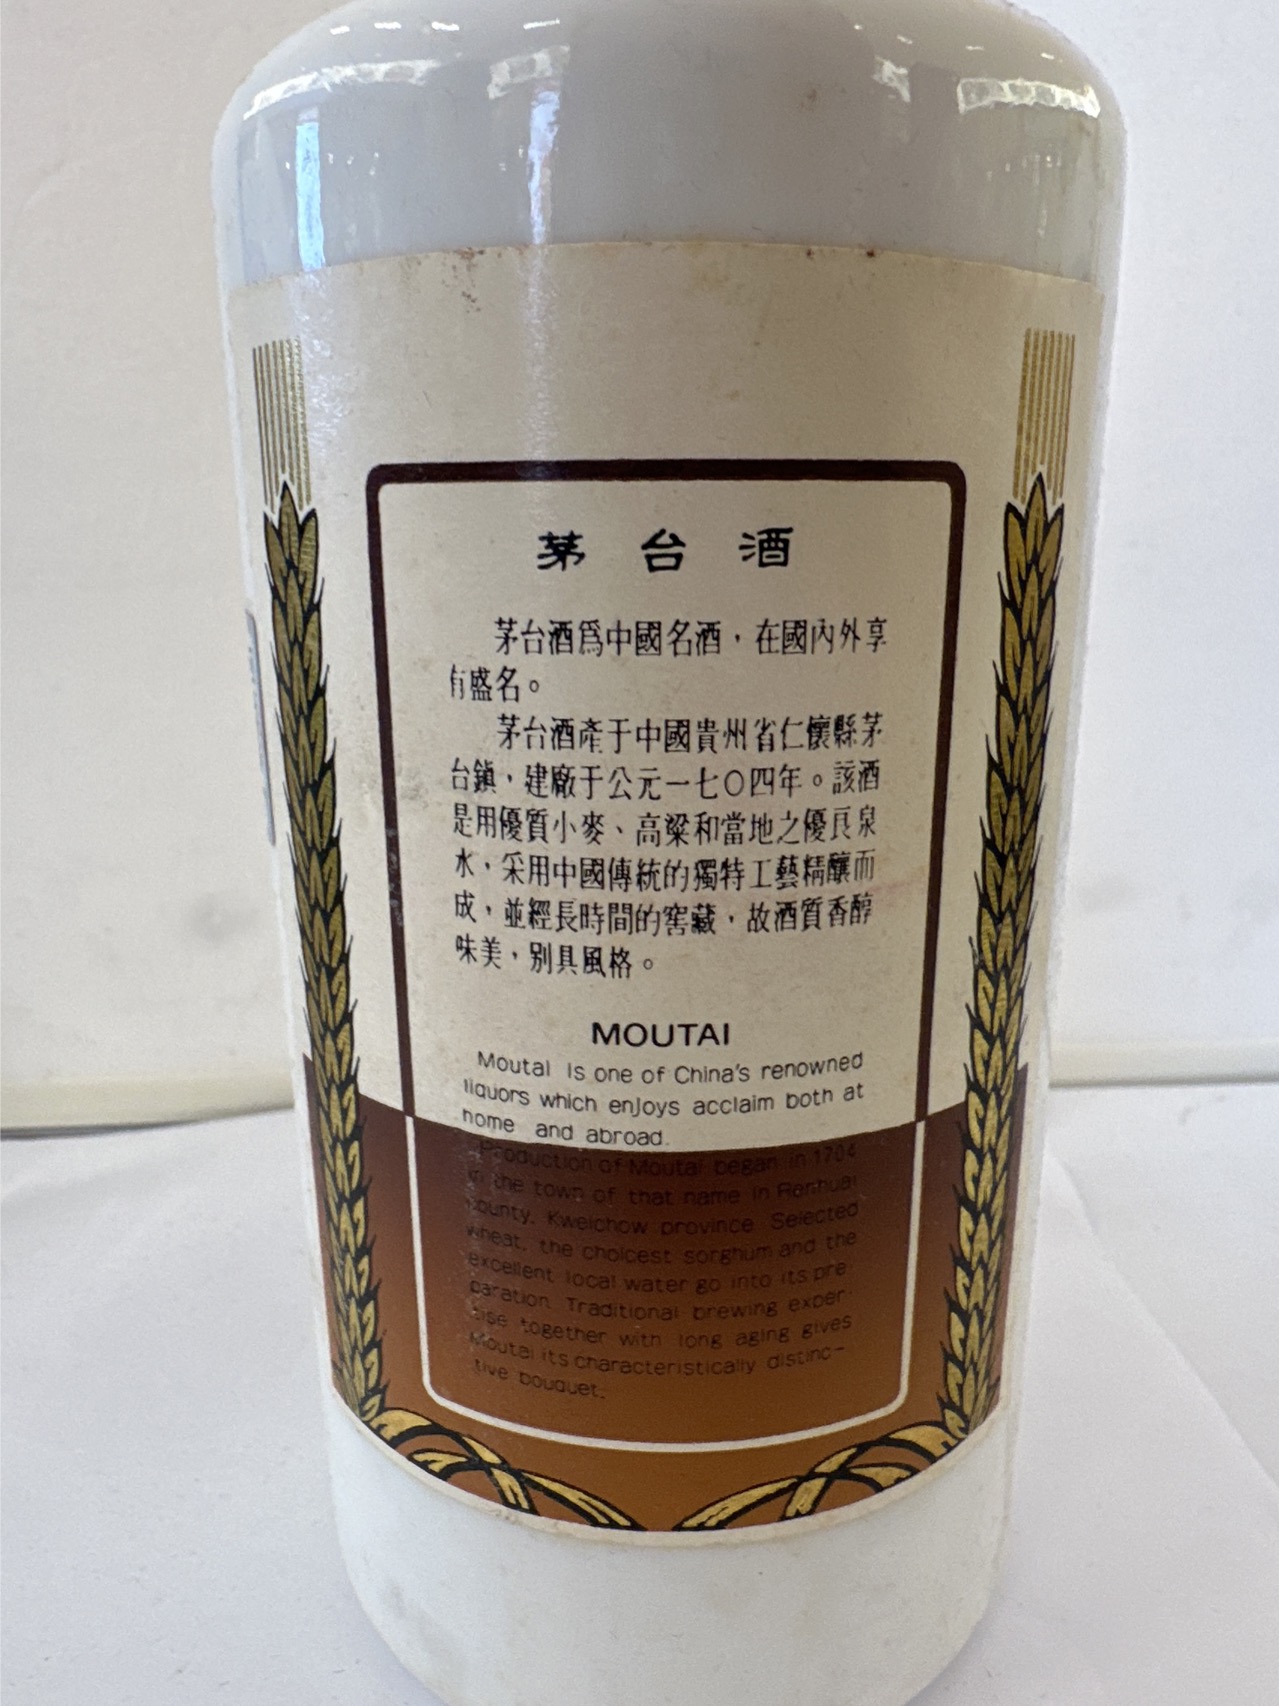 茅台酒
茅台酒爲中國名酒，在國內外享
有盛名。
茅台酒產于中國貴州省仁懷縣茅
台鎮，建廠于公元一七〇四年。該酒
是用優質小麥、高粱和當地之優良泉
水，采用中國傳統的獨特工藝精釀而
成，並經長時間的窖藏，故酒質香醇
味美，別具風格。
MOUTAI
Moutai is one of China's renowned
liquors which enjoys acclaim both at
home and abroad.
Production of Moutai began in 1704
in the town of that name in Renhuai
county, Kweichow province. Selected
wheat, the choicest sorghum and the
excellent local water go into its pre-
paration. Traditional brewing exper-
tise together with long aging gives
Moutai its characteristically distinc-
tive bouquet.